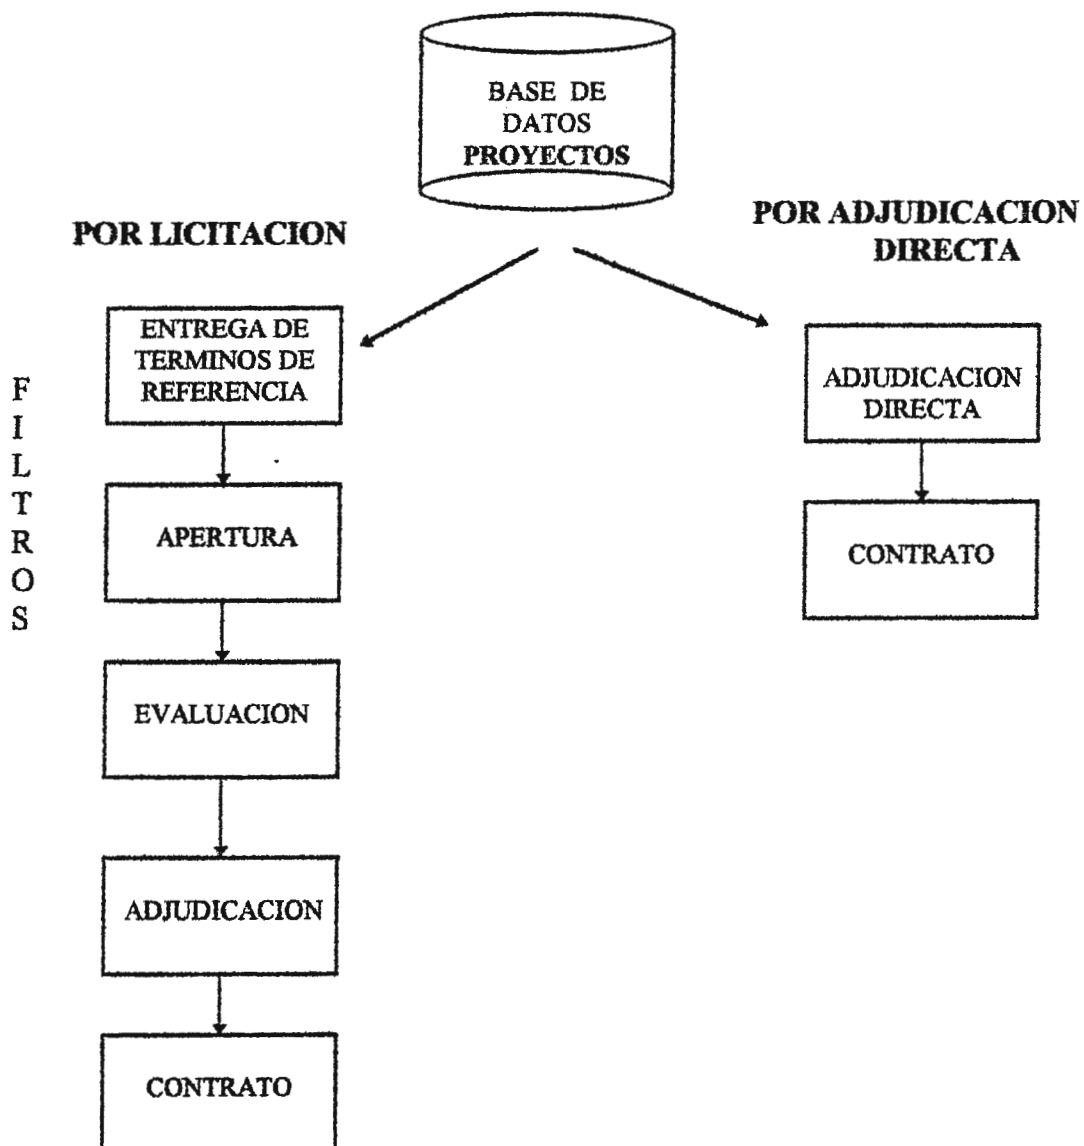 BASE DE
DATOS
PROYECTOS
POR LICITACION
POR ADJUDICACION
DIRECTA
FILTROS
ENTREGA DE
TERMINOS DE
REFERENCIA
APERTURA
EVALUACION
ADJUDICACION
CONTRATO
ADJUDICACION
DIRECTA
CONTRATO